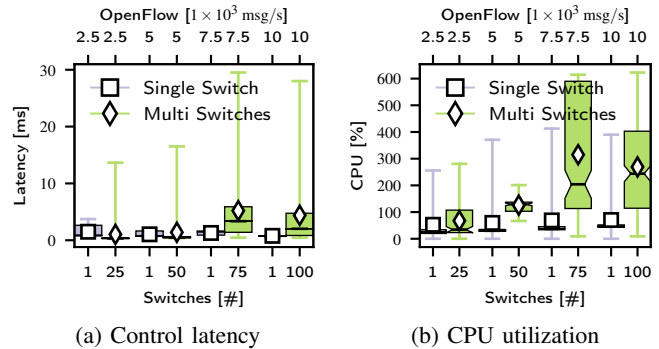 OpenFlow [1 × 10³ msg/s]
2.5 2.5 5 5 7.5 7.5 10 10
30
20
10
0
Latency [ms]
Single Switch
Multi Switches
1 25 1 50 1 75 1 100
Switches [#]
(a) Control latency
OpenFlow [1 × 10³ msg/s]
2.5 2.5 5 5 7.5 7.5 10 10
600
500
400
300
200
100
0
CPU [%]
Single Switch
Multi Switches
1 25 1 50 1 75 1 100
Switches [#]
(b) CPU utilization